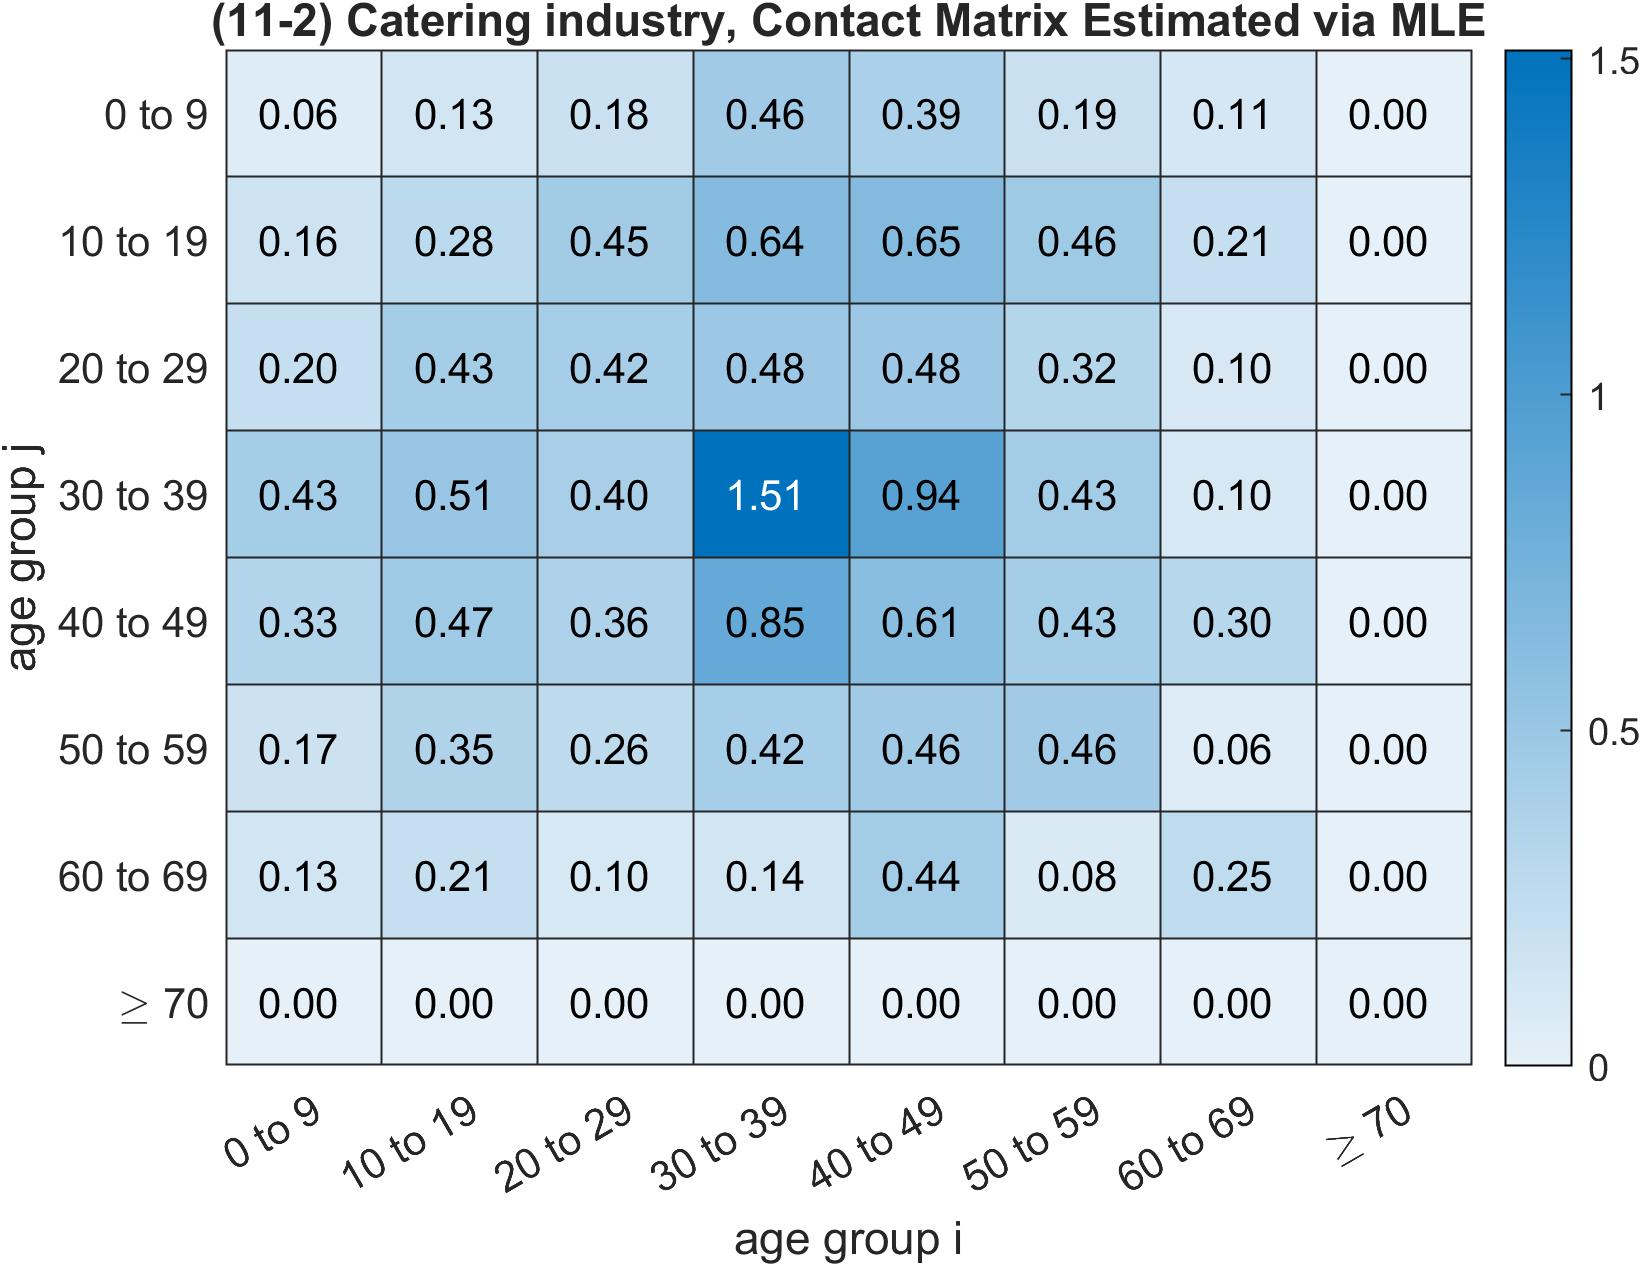 (11-2) Catering industry, Contact Matrix Estimated via MLE
0 to 9 0.06 0.13 0.18 0.46 0.39 0.19 0.11 0.00
10 to 19 0.16 0.28 0.45 0.64 0.65 0.46 0.21 0.00
20 to 29 0.20 0.43 0.42 0.48 0.48 0.32 0.10 0.00
30 to 39 0.43 0.51 0.40 1.51 0.94 0.43 0.10 0.00
40 to 49 0.33 0.47 0.36 0.85 0.61 0.43 0.30 0.00
50 to 59 0.17 0.35 0.26 0.42 0.46 0.46 0.06 0.00
60 to 69 0.13 0.21 0.10 0.14 0.44 0.08 0.25 0.00
≥ 70 0.00 0.00 0.00 0.00 0.00 0.00 0.00 0.00
age group j
0 to 9 10 to 19 20 to 29 30 to 39 40 to 49 50 to 59 60 to 69 ≥ 70
age group i
1.5
1
0.5
0